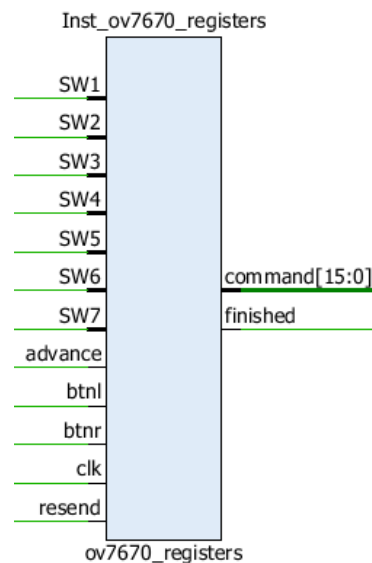 Inst_ov7670_registers
SW1
SW2
SW3
SW4
SW5
SW6
command[15:0]
SW7
finished
advance
btnl
btnr
clk
resend
ov7670_registers